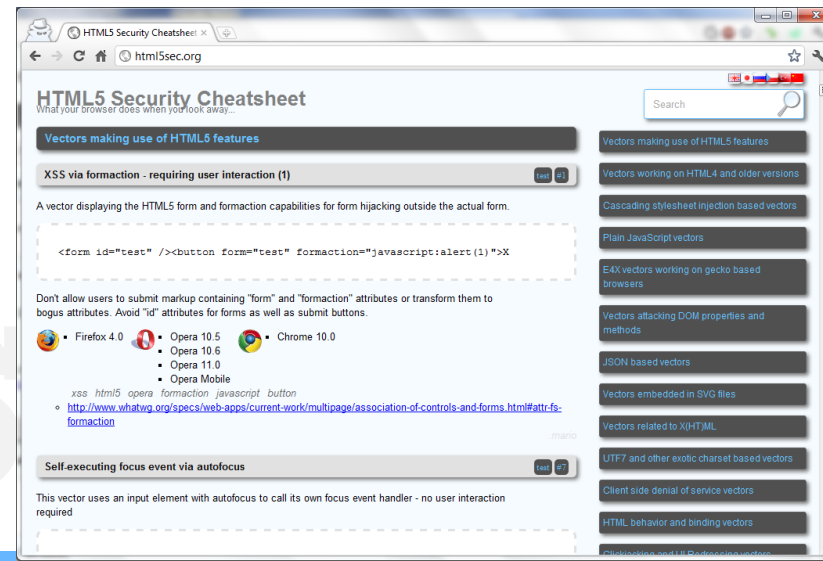 HTML5 Security Cheatsheet
html5sec.org
HTML5 Security Cheatsheet
What your browser does when you look away...
Search
Vectors making use of HTML5 features
XSS via formaction - requiring user interaction (1)
test #1
A vector displaying the HTML5 form and formaction capabilities for form hijacking outside the actual form.
<form id="test" /><button form="test" formaction="javascript:alert(1)">X
Don't allow users to submit markup containing "form" and "formaction" attributes or transform them to
bogus attributes. Avoid "id" attributes for forms as well as submit buttons.
Firefox 4.0
Opera 10.5
Opera 10.6
Opera 11.0
Opera Mobile
Chrome 10.0
xss html5 opera formaction javascript button
http://www.whatwg.org/specs/web-apps/current-work/multipage/association-of-controls-and-forms.html#attr-fs-
formaction
.mario
Self-executing focus event via autofocus
test #7
This vector uses an input element with autofocus to call its own focus event handler - no user interaction
required
Vectors making use of HTML5 features
Vectors working on HTML4 and older versions
Cascading stylesheet injection based vectors
Plain JavaScript vectors
E4X vectors working on gecko based
browsers
Vectors attacking DOM properties and
methods
JSON based vectors
Vectors embedded in SVG files
Vectors related to X(HT)ML
UTF7 and other exotic charset based vectors
Client side denial of service vectors
HTML behavior and binding vectors
Clickjacking and UI Redressing vectors